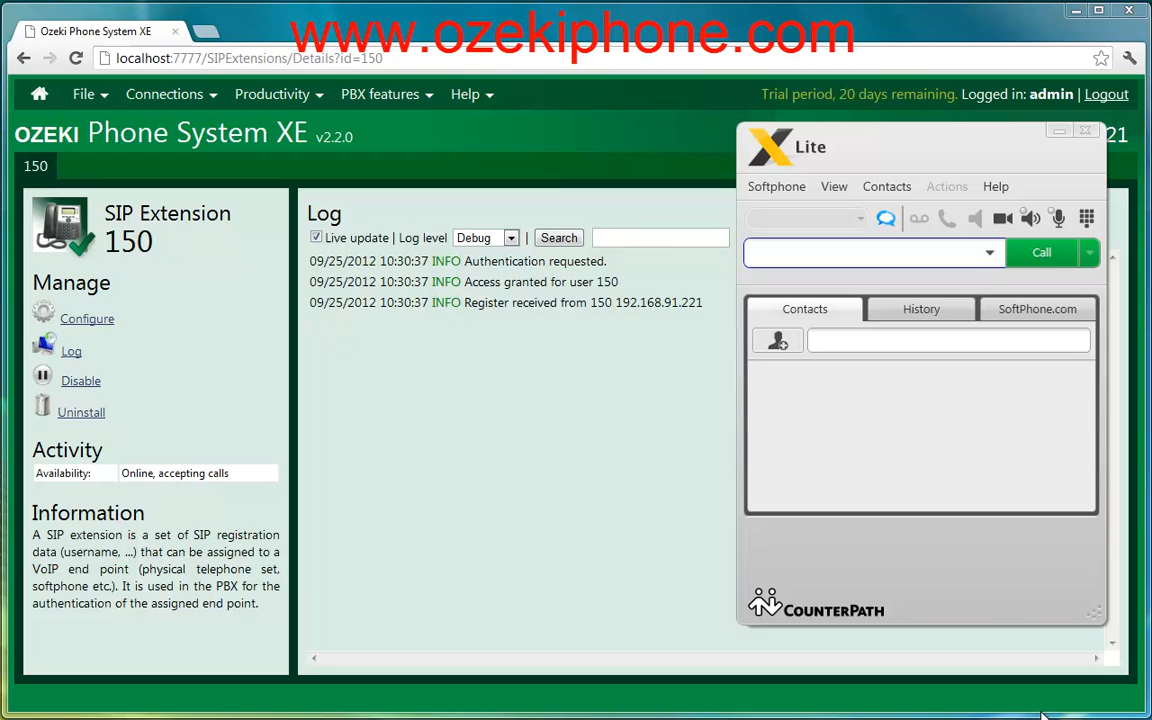 www.ozekiphone.com
Ozeki Phone System XE
localhost:7777/SIPExtensions/Details?id=150
File Connections Productivity PBX features Help
Trial period, 20 days remaining. Logged in: admin | Logout
OZEKI Phone System XE v2.2.0
21
150
SIP Extension
150
Manage
Configure
Log
Disable
Uninstall
Activity
Availability: Online, accepting calls
Information
A SIP extension is a set of SIP registration
data (username, ...) that can be assigned to a
VoIP end point (physical telephone set,
softphone etc.). It is used in the PBX for the
authentication of the assigned end point.
Log
Live update | Log level Debug | Search
09/25/2012 10:30:37 INFO Authentication requested.
09/25/2012 10:30:37 INFO Access granted for user 150
09/25/2012 10:30:37 INFO Register received from 150 192.168.91.221
X Lite
Softphone View Contacts Actions Help
Call
Contacts History SoftPhone.com
COUNTERPATH